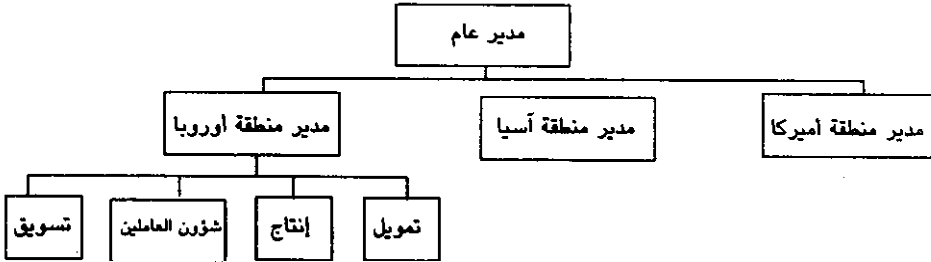 مدير عام
مدير منطقة أميركا
مدير منطقة آسيا
مدير منطقة أوروبا
تمويل
إنتاج
شؤون العاملين
تسويق